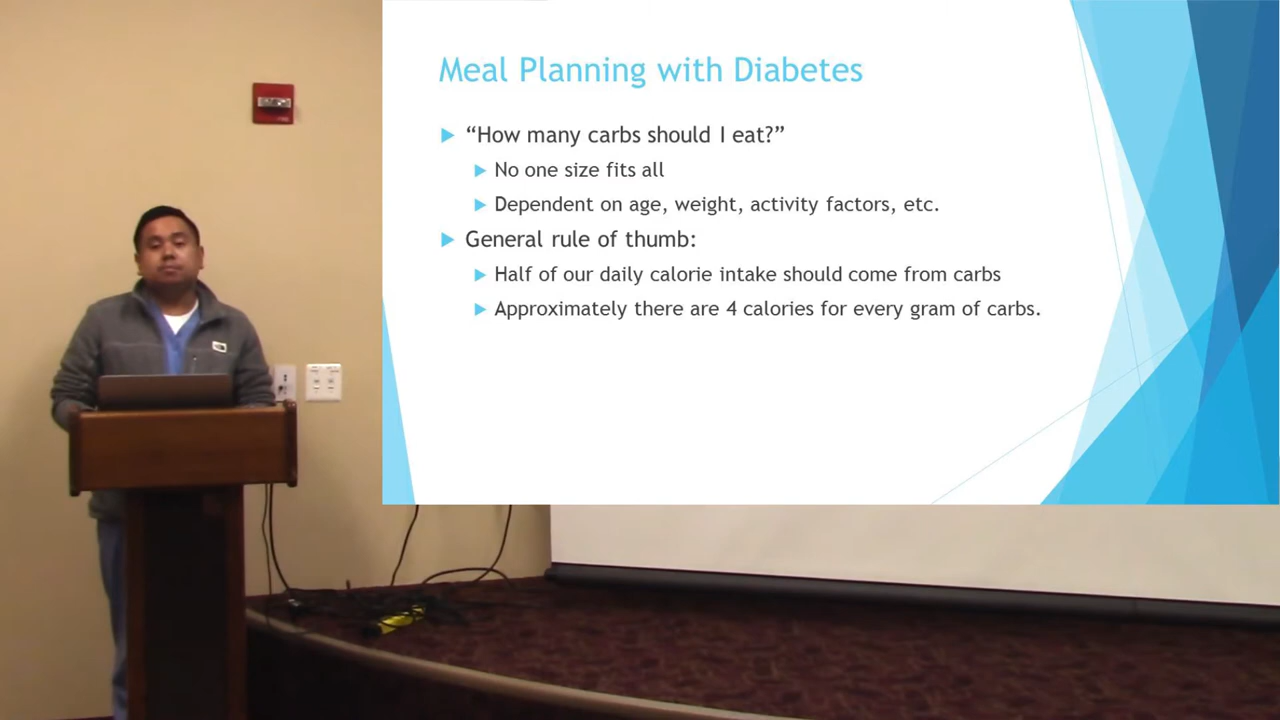 Meal Planning with Diabetes
“How many carbs should I eat?”
No one size fits all
Dependent on age, weight, activity factors, etc.
General rule of thumb:
Half of our daily calorie intake should come from carbs
Approximately there are 4 calories for every gram of carbs.